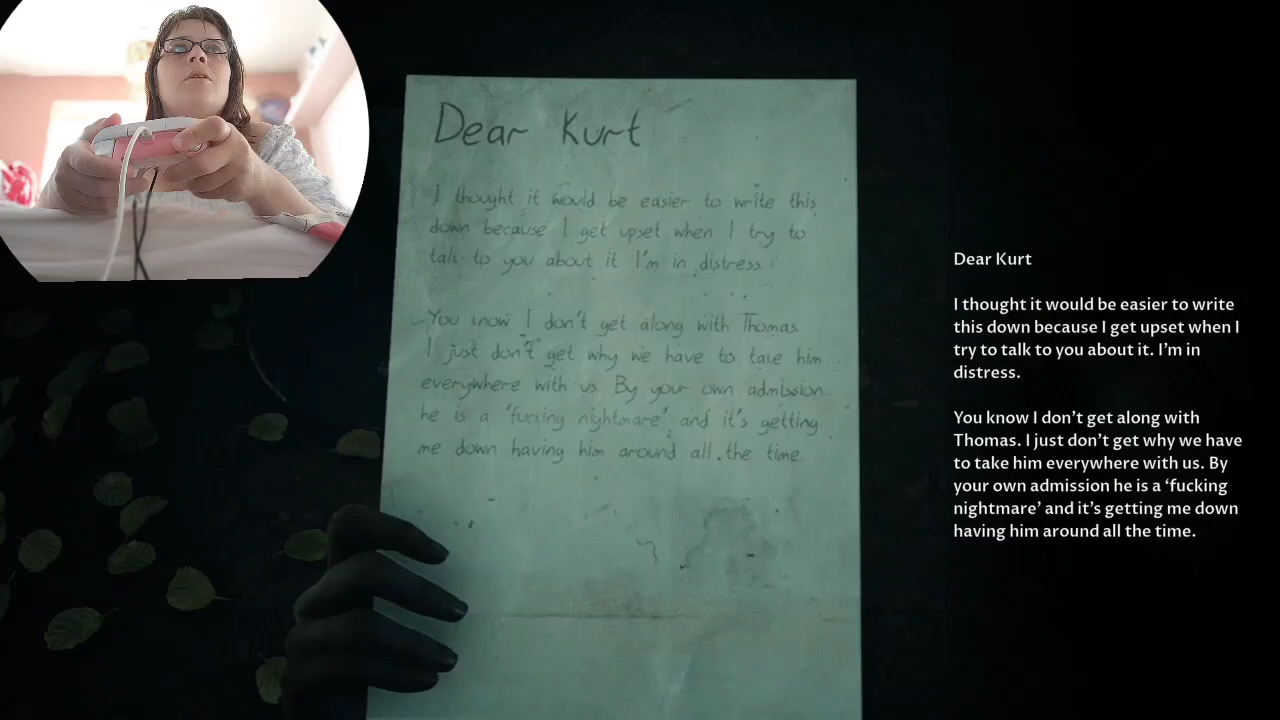 Dear Kurt
I thought it would be easier to write this
down because I get upset when I try to
talk to you about it I'm in distress
You know I don't get along with Thomas
I just don't get why we have to take him
everywhere with us. By your own admission
he is a 'fucking nightmare' and it's getting
me down having him around all the time
Dear Kurt
I thought it would be easier to write
this down because I get upset when I
try to talk to you about it. I'm in
distress.
You know I don't get along with
Thomas. I just don't get why we have
to take him everywhere with us. By
your own admission he is a ‘fucking
nightmare’ and it's getting me down
having him around all the time.